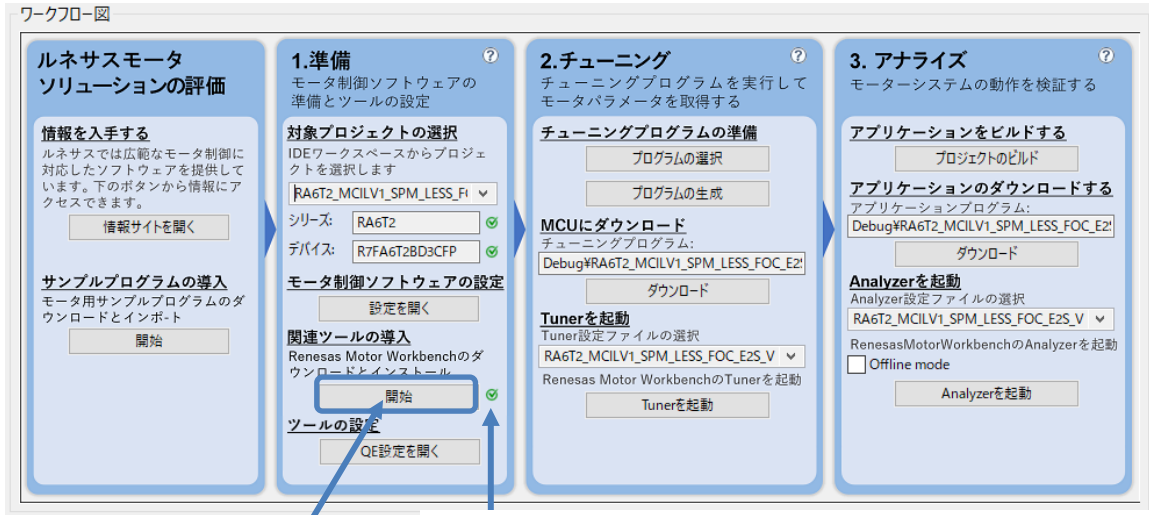 ワークフロー図
ルネサスモータ
ソリューションの評価
情報を入手する
ルネサスでは広範なモータ制御に
対応したソフトウェアを提供して
います。下のボタンから情報にア
クセスできます。
情報サイトを開く
サンプルプログラムの導入
モータ用サンプルプログラムのダ
ウンロードとインポート
開始
1.準備
?
モータ制御ソフトウェアの
準備とツールの設定
対象プロジェクトの選択
IDEワークスペースからプロジェ
クトを選択します
RA6T2_MCILV1_SPM_LESS_F
シリーズ:
RA6T2
デバイス:
R7FA6T2BD3CFP
モータ制御ソフトウェアの設定
設定を開く
関連ツールの導入
Renesas Motor Workbenchのダ
ウンロードとインストール
開始
ツールの設定
QE設定を開く
2.チューニング
?
チューニングプログラムを実行して
モータパラメータを取得する
チューニングプログラムの準備
プログラムの選択
プログラムの生成
MCUにダウンロード
チューニングプログラム:
Debug¥RA6T2_MCILV1_SPM_LESS_FOC_E2S
ダウンロード
Tunerを起動
Tuner設定ファイルの選択
RA6T2_MCILV1_SPM_LESS_FOC_E2S_V
Renesas Motor WorkbenchのTunerを起動
Tunerを起動
3. アナライズ
?
モーターシステムの動作を検証する
アプリケーションをビルドする
プロジェクトのビルド
アプリケーションのダウンロードする
アプリケーションプログラム:
Debug¥RA6T2_MCILV1_SPM_LESS_FOC_E2S
ダウンロード
Analyzerを起動
Analyzer設定ファイルの選択
RA6T2_MCILV1_SPM_LESS_FOC_E2S_V
RenesasMotorWorkbenchのAnalyzerを起動
Offline mode
Analyzerを起動